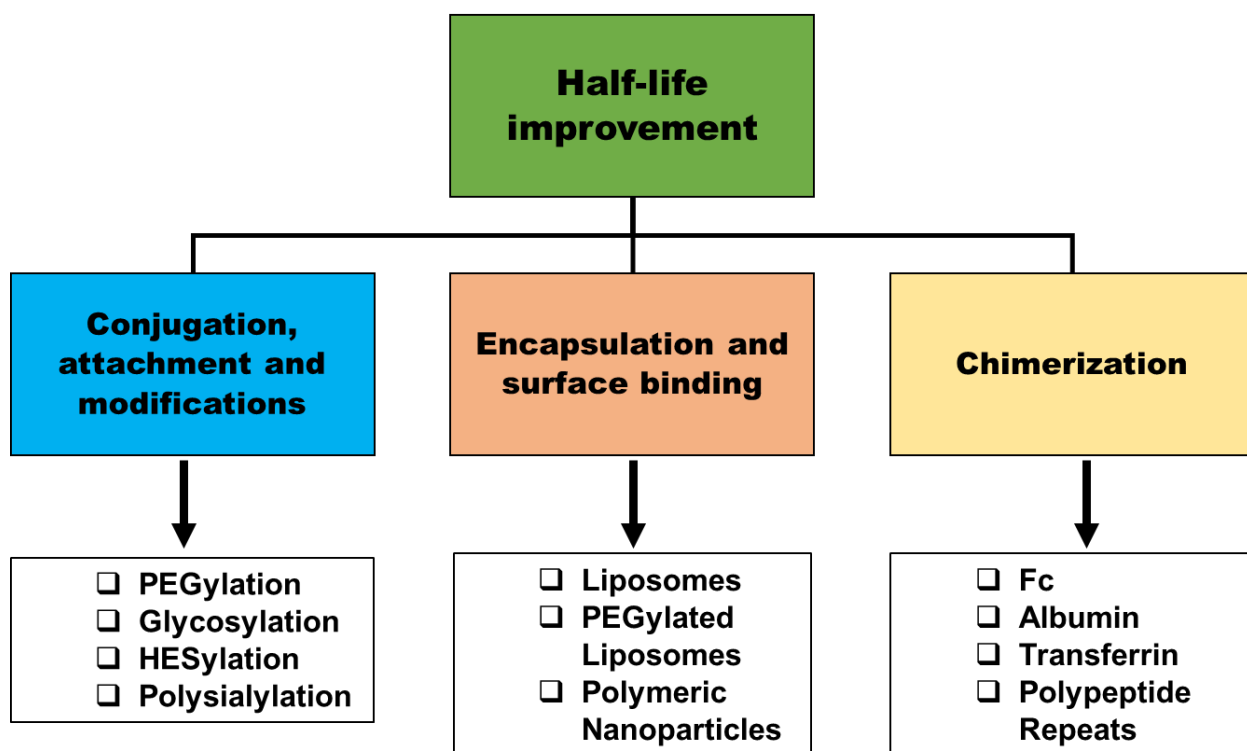 Half-life
improvement
Conjugation,
attachment and
modifications
Encapsulation and
surface binding
Chimerization
❑ PEGylation
❑ Glycosylation
❑ HESylation
❑ Polysialylation
❑ Liposomes
❑ PEGylated
Liposomes
❑ Polymeric
Nanoparticles
❑ Fc
❑ Albumin
❑ Transferrin
❑ Polypeptide
Repeats